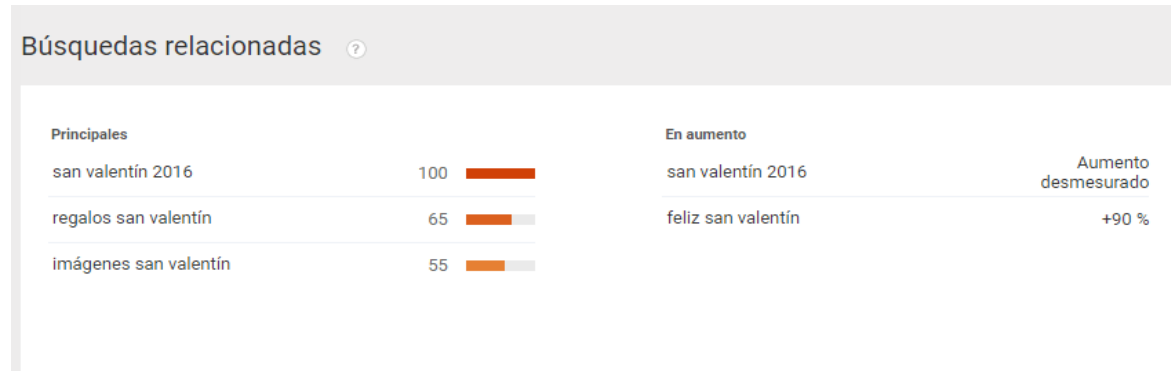 Búsquedas relacionadas ?
Principales
san valentín 2016 100
regalos san valentín 65
imágenes san valentín 55
En aumento
san valentín 2016 Aumento
desmesurado
feliz san valentín +90 %